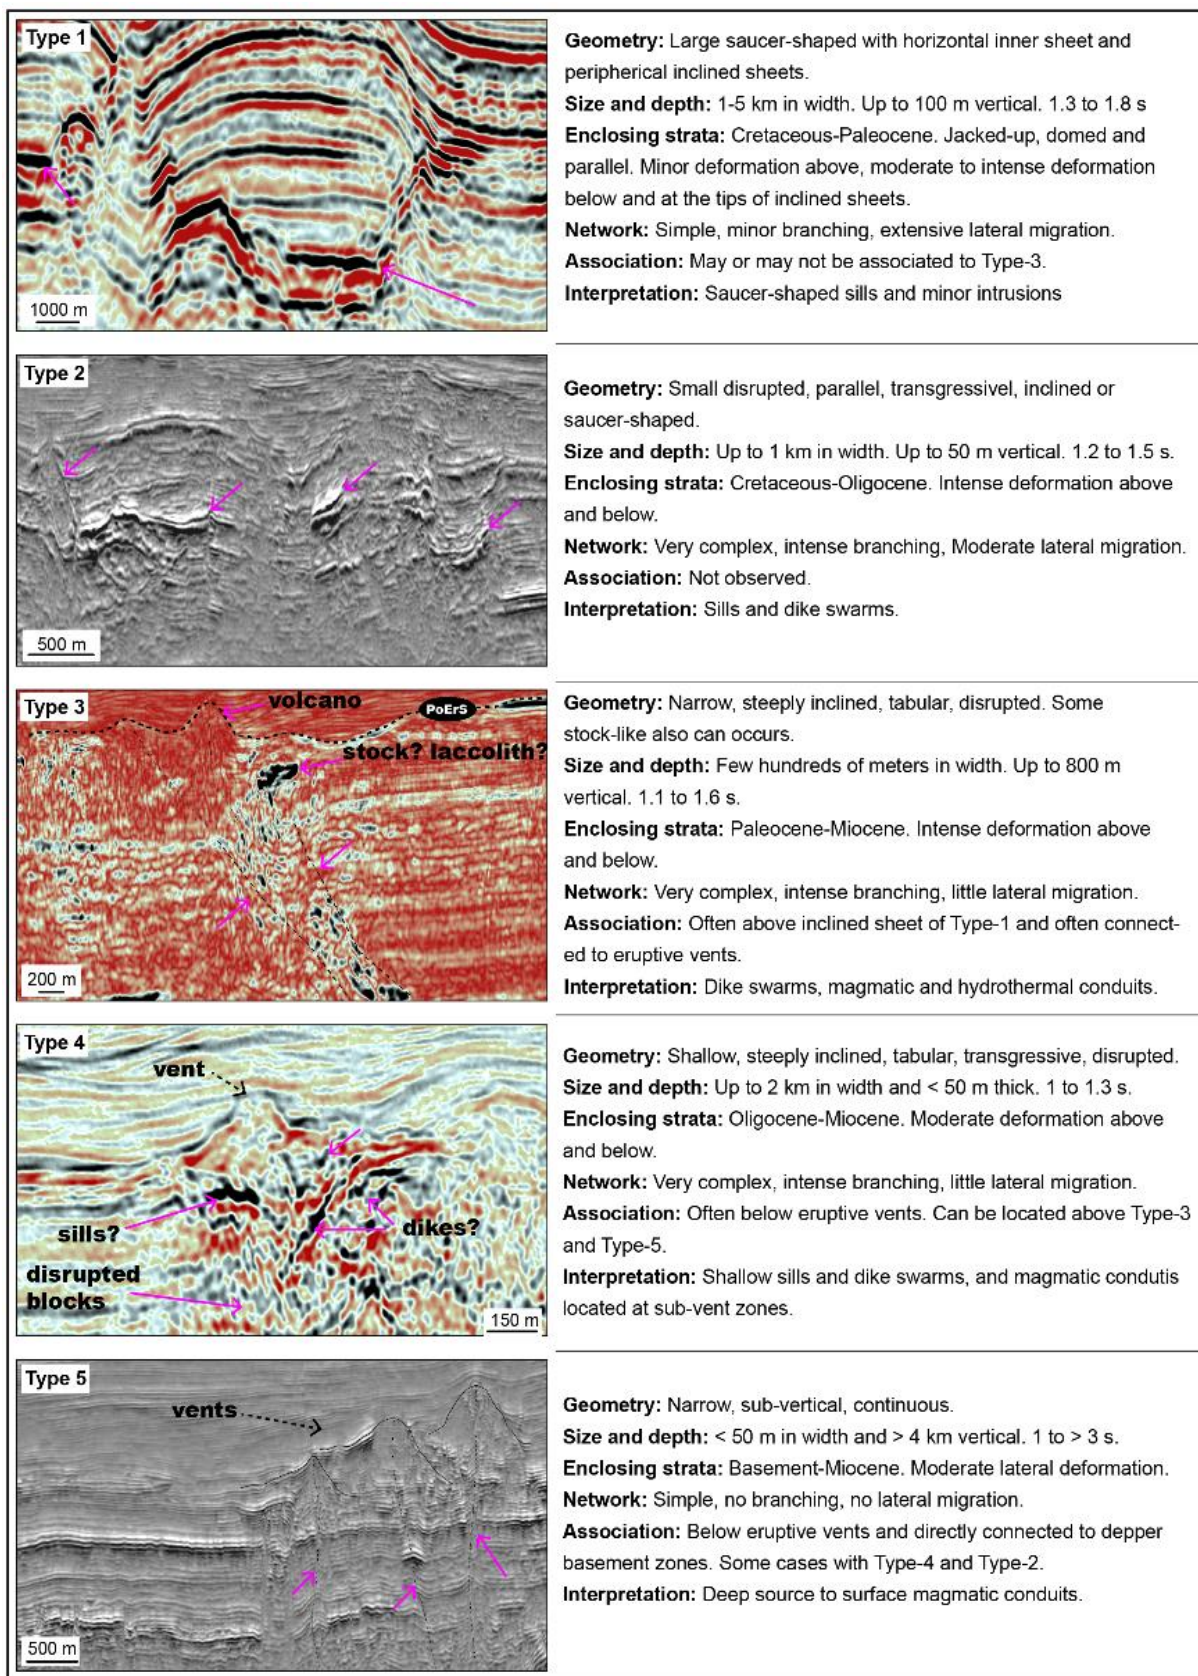 Type 1
1000 m
Geometry: Large saucer-shaped with horizontal inner sheet and
peripherical inclined sheets.
Size and depth: 1-5 km in width. Up to 100 m vertical. 1.3 to 1.8 s
Enclosing strata: Cretaceous-Paleocene. Jacked-up, domed and
parallel. Minor deformation above, moderate to intense deformation
below and at the tips of inclined sheets.
Network: Simple, minor branching, extensive lateral migration.
Association: May or may not be associated to Type-3.
Interpretation: Saucer-shaped sills and minor intrusions
Type 2
500 m
Geometry: Small disrupted, parallel, transgressivel, inclined or
saucer-shaped.
Size and depth: Up to 1 km in width. Up to 50 m vertical. 1.2 to 1.5 s.
Enclosing strata: Cretaceous-Oligocene. Intense deformation above
and below.
Network: Very complex, intense branching, Moderate lateral migration.
Association: Not observed.
Interpretation: Sills and dike swarms.
Type 3
volcano
PoErS
stock? laccolith?
200 m
Geometry: Narrow, steeply inclined, tabular, disrupted. Some
stock-like also can occurs.
Size and depth: Few hundreds of meters in width. Up to 800 m
vertical. 1.1 to 1.6 s.
Enclosing strata: Paleocene-Miocene. Intense deformation above
and below.
Network: Very complex, intense branching, little lateral migration.
Association: Often above inclined sheet of Type-1 and often connect-
ed to eruptive vents.
Interpretation: Dike swarms, magmatic and hydrothermal conduits.
Type 4
vent
sills?
dikes?
disrupted
blocks
150 m
Geometry: Shallow, steeply inclined, tabular, transgressive, disrupted.
Size and depth: Up to 2 km in width and < 50 m thick. 1 to 1.3 s.
Enclosing strata: Oligocene-Miocene. Moderate deformation above
and below.
Network: Very complex, intense branching, little lateral migration.
Association: Often below eruptive vents. Can be located above Type-3
and Type-5.
Interpretation: Shallow sills and dike swarms, and magmatic condutis
located at sub-vent zones.
Type 5
vents
500 m
Geometry: Narrow, sub-vertical, continuous.
Size and depth: < 50 m in width and > 4 km vertical. 1 to > 3 s.
Enclosing strata: Basement-Miocene. Moderate lateral deformation.
Network: Simple, no branching, no lateral migration.
Association: Below eruptive vents and directly connected to depper
basement zones. Some cases with Type-4 and Type-2.
Interpretation: Deep source to surface magmatic conduits.